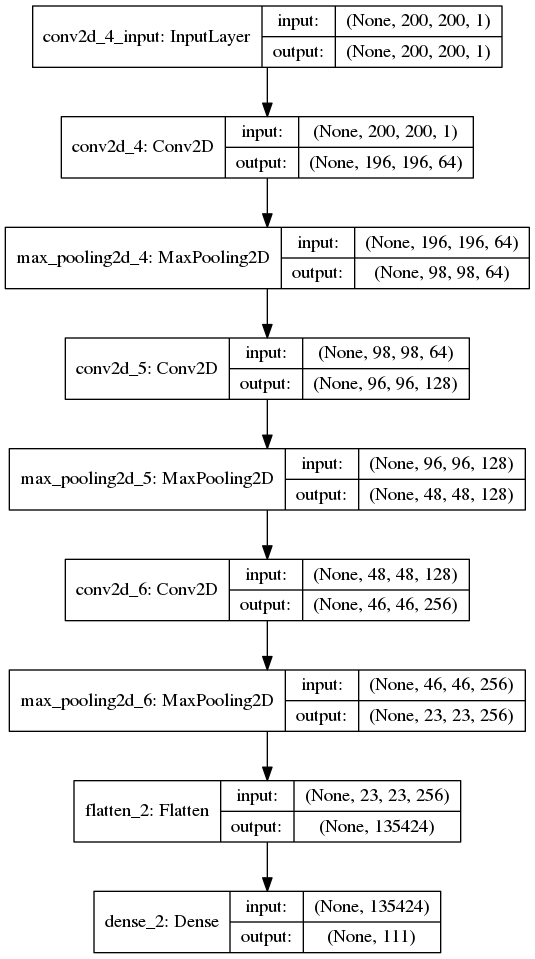 conv2d_4_input: InputLayer
input: (None, 200, 200, 1)
output: (None, 200, 200, 1)
conv2d_4: Conv2D
input: (None, 200, 200, 1)
output: (None, 196, 196, 64)
max_pooling2d_4: MaxPooling2D
input: (None, 196, 196, 64)
output: (None, 98, 98, 64)
conv2d_5: Conv2D
input: (None, 98, 98, 64)
output: (None, 96, 96, 128)
max_pooling2d_5: MaxPooling2D
input: (None, 96, 96, 128)
output: (None, 48, 48, 128)
conv2d_6: Conv2D
input: (None, 48, 48, 128)
output: (None, 46, 46, 256)
max_pooling2d_6: MaxPooling2D
input: (None, 46, 46, 256)
output: (None, 23, 23, 256)
flatten_2: Flatten
input: (None, 23, 23, 256)
output: (None, 135424)
dense_2: Dense
input: (None, 135424)
output: (None, 111)